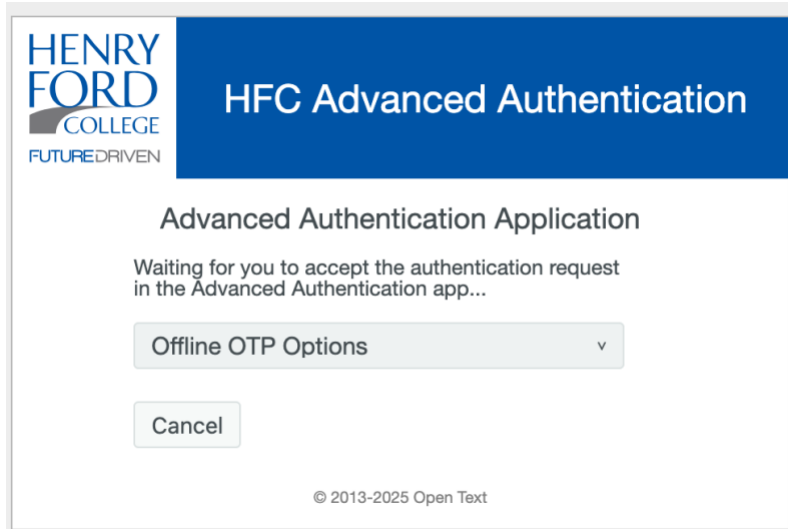 HENRY
FORD
COLLEGE
FUTUREDRIVEN
HFC Advanced Authentication
Advanced Authentication Application
Waiting for you to accept the authentication request
in the Advanced Authentication app...
Offline OTP Options
Cancel
© 2013-2025 Open Text